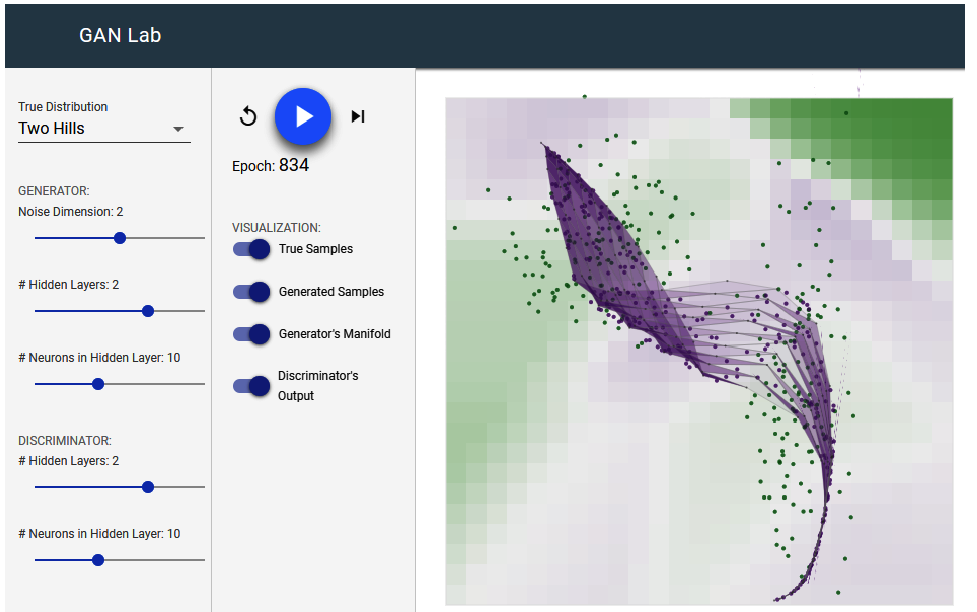 GAN Lab
True Distribution
Two Hills
GENERATOR:
Noise Dimension: 2
# Hidden Layers: 2
# Neurons in Hidden Layer: 10
DISCRIMINATOR:
# Hidden Layers: 2
# Neurons in Hidden Layer: 10
Epoch: 834
VISUALIZATION:
True Samples
Generated Samples
Generator's Manifold
Discriminator's
Output